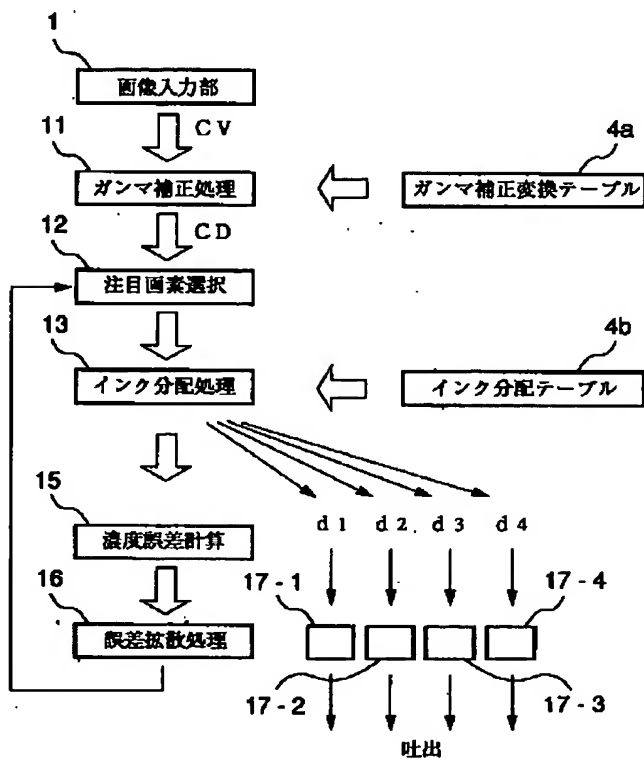 1
画像入力部
CV
11
4a
ガンマ補正処理
ガンマ補正変換テーブル
CD
12
注目画素選択
13
4b
インク分配処理
インク分配テーブル
15
d1 d2 d3 d4
濃度誤差計算
16
17-1
17-4
誤差拡散処理
17-2
17-3
吐出